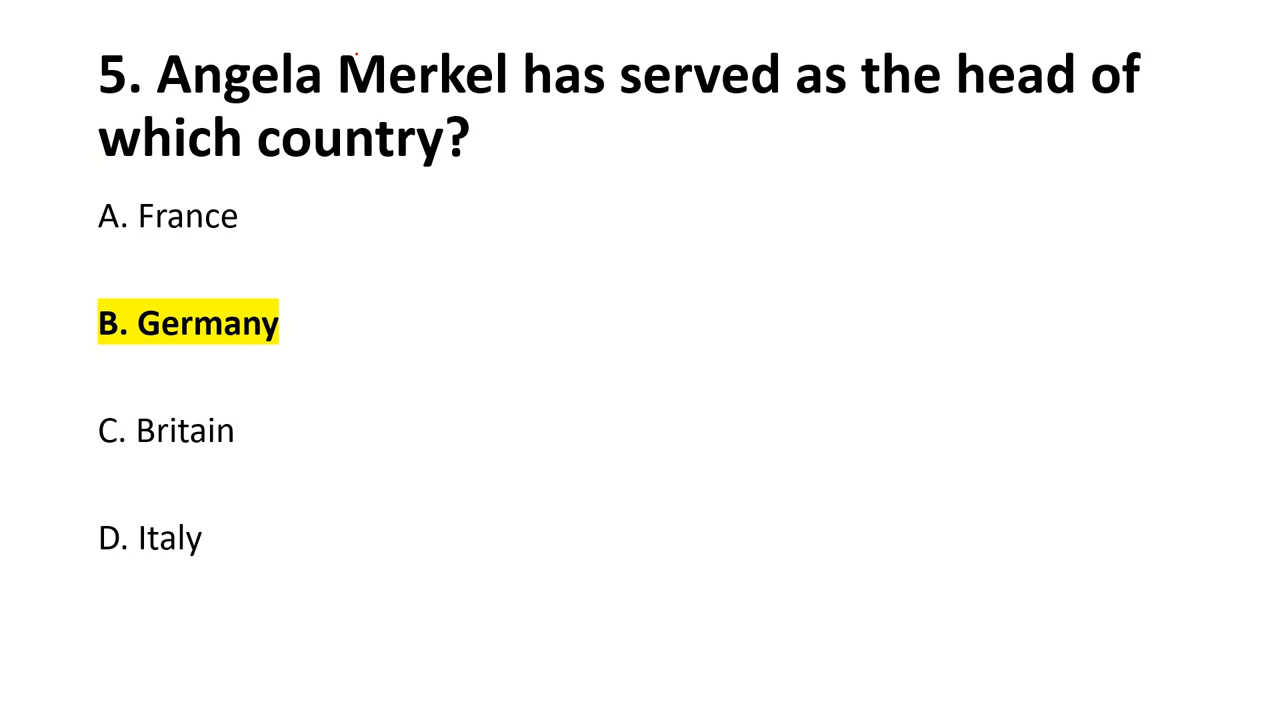 5. Angela Merkel has served as the head of
which country?
A. France
B. Germany
C. Britain
D. Italy